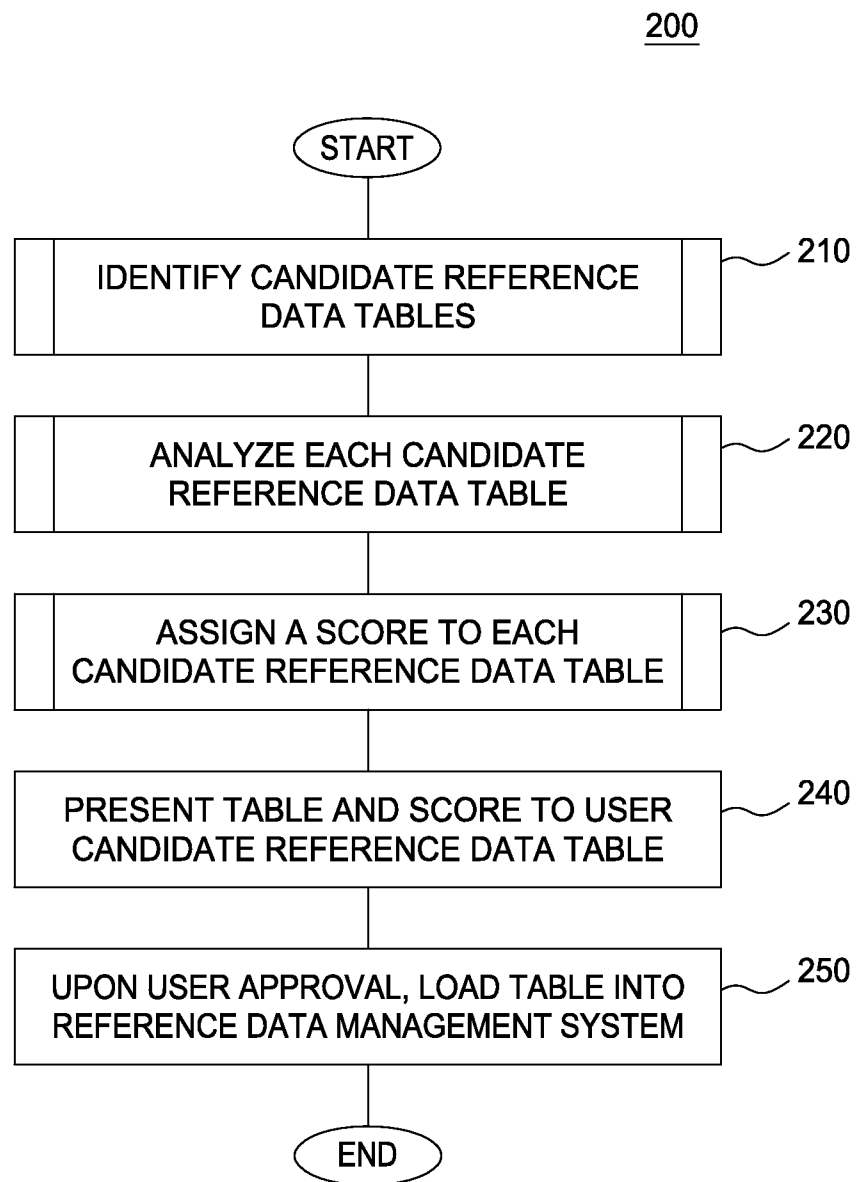 200
START
IDENTIFY CANDIDATE REFERENCE
DATA TABLES
210
ANALYZE EACH CANDIDATE
REFERENCE DATA TABLE
220
ASSIGN A SCORE TO EACH
CANDIDATE REFERENCE DATA TABLE
230
PRESENT TABLE AND SCORE TO USER
CANDIDATE REFERENCE DATA TABLE
240
UPON USER APPROVAL, LOAD TABLE INTO
REFERENCE DATA MANAGEMENT SYSTEM
250
END